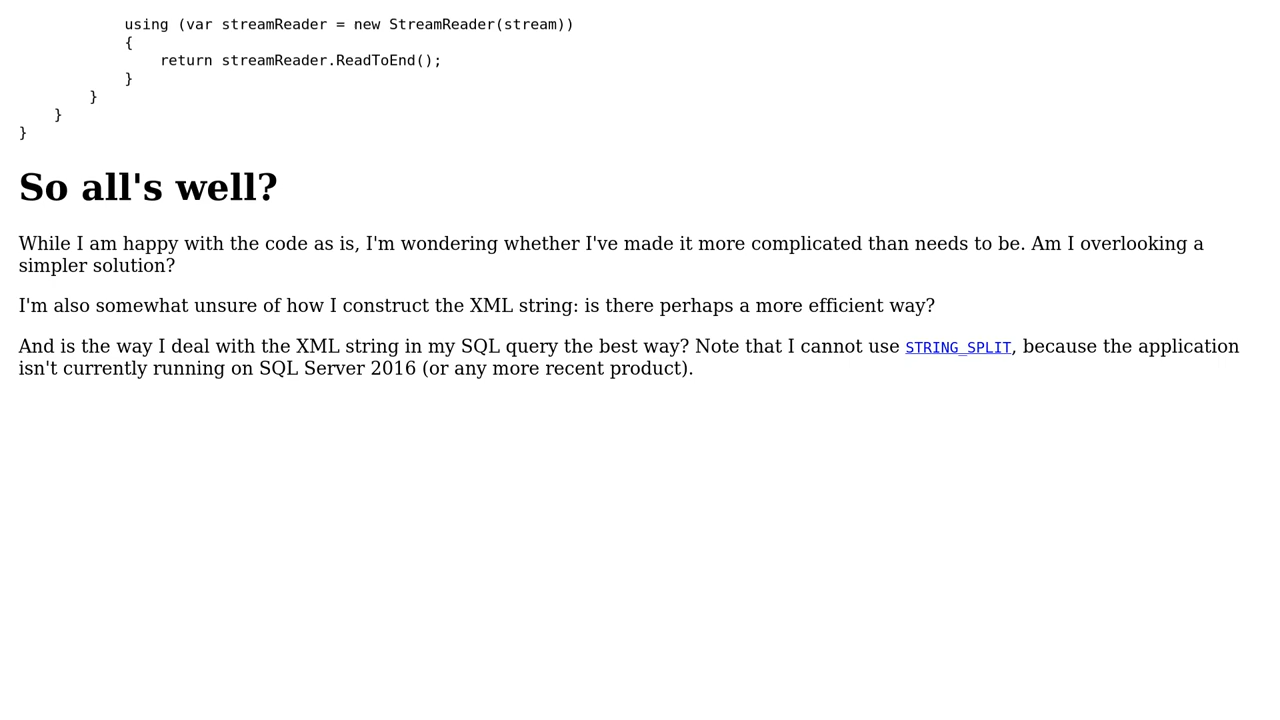 using (var streamReader = new StreamReader(stream))
{
return streamReader.ReadToEnd();
}
}
}
}
So all's well?
While I am happy with the code as is, I'm wondering whether I've made it more complicated than needs to be. Am I overlooking a
simpler solution?
I'm also somewhat unsure of how I construct the XML string: is there perhaps a more efficient way?
And is the way I deal with the XML string in my SQL query the best way? Note that I cannot use STRING_SPLIT, because the application
isn't currently running on SQL Server 2016 (or any more recent product).